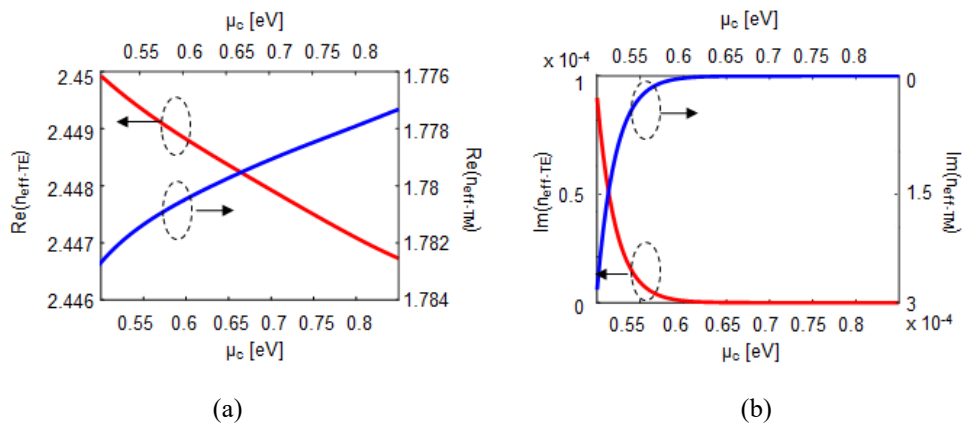 μc [eV]
0.55 0.6 0.65 0.7 0.75 0.8
2.45
2.449
2.448
2.447
2.446
Re(neff-TE)
1.776
1.778
1.78
1.782
1.784
Re(neff-TM)
0.55 0.6 0.65 0.7 0.75 0.8
μc [eV]
(a)
μc [eV]
0.55 0.6 0.65 0.7 0.75 0.8
x 10-4
1
0.5
0
Im(neff-TE)
0
1.5
3
Im(neff-TM)
0.55 0.6 0.65 0.7 0.75 0.8
x 10-4
μc [eV]
(b)